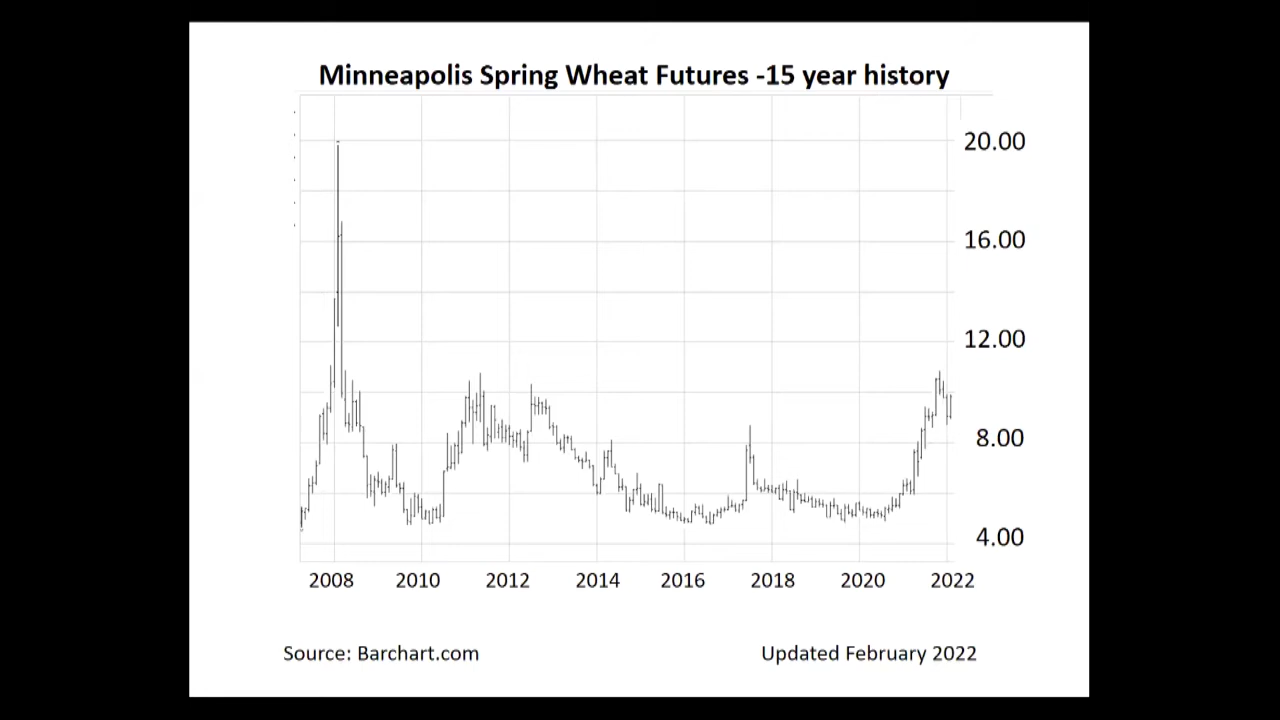 Minneapolis Spring Wheat Futures -15 year history
20.00
16.00
12.00
8.00
4.00
2008 2010 2012 2014 2016 2018 2020 2022
Source: Barchart.com
Updated February 2022